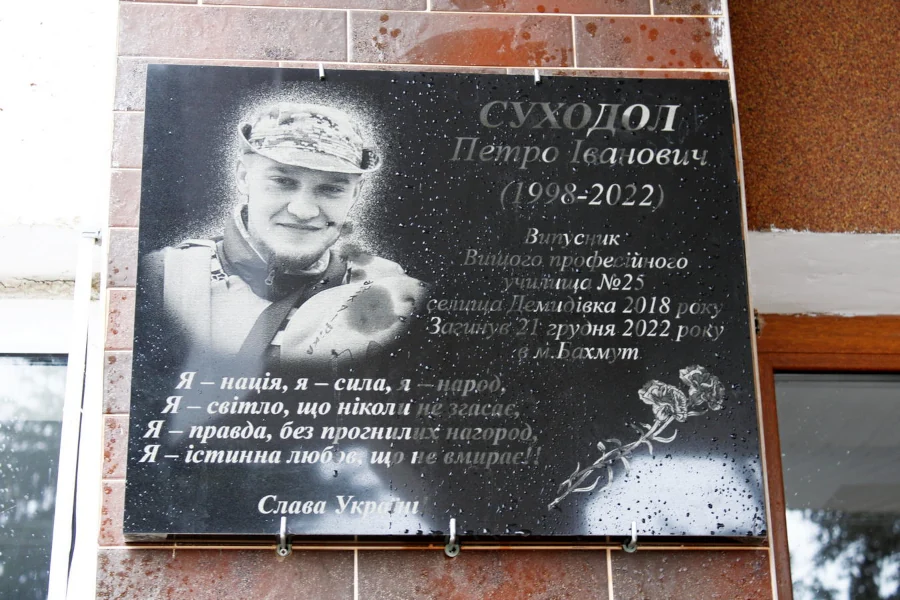 СУХОДОЛ
Петро Іванович
(1998-2022)
Випусник
Вищого професійного
училища №25
селища Демидівка 2018 року
Загинув 21 грудня 2022 року
в м.Бахмут
Я – нація, я – сила, я – народ,
Я – світло, що ніколи не згасає,
Я – правда, без прогнилих нагород,
Я – істинна любов, що не вмирає!!
Слава Україні